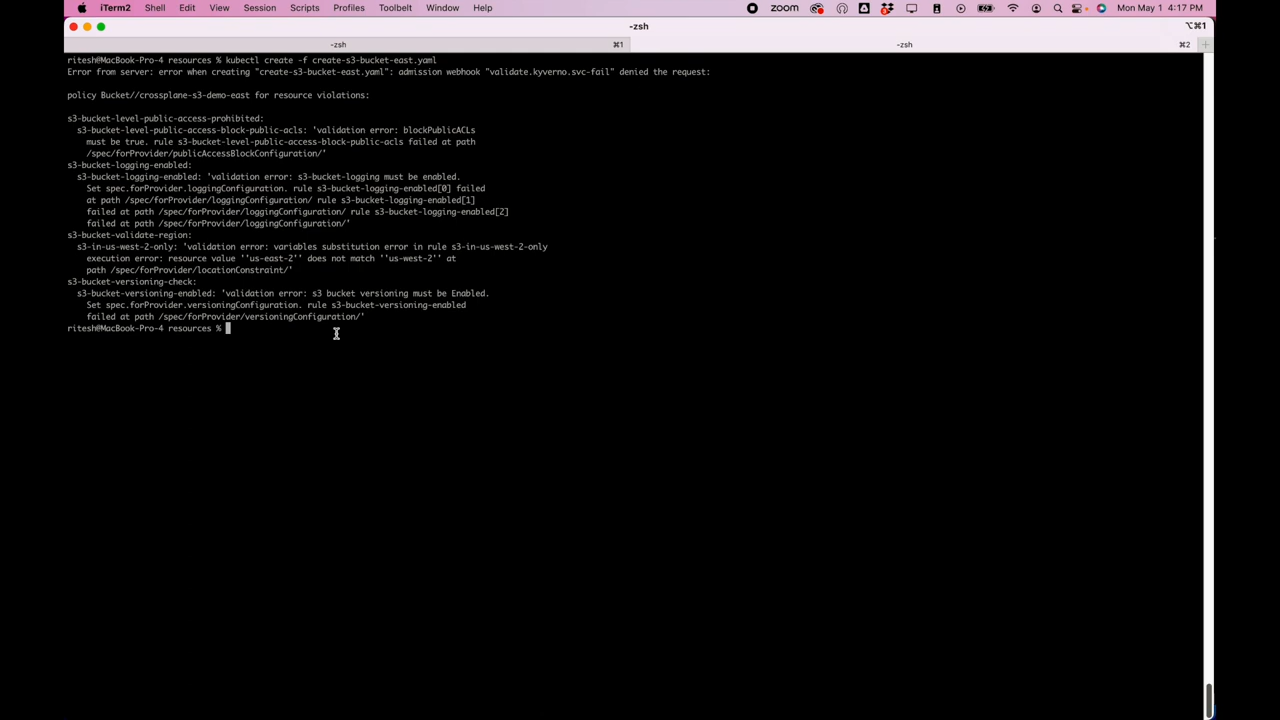 iTerm2 Shell Edit View Session Scripts Profiles Toolbelt Window Help zoom Mon May 1 4:17 PM
-zsh ⌥⌘1
-zsh ⌘1 -zsh ⌘2 +
ritesh@MacBook-Pro-4 resources % kubectl create -f create-s3-bucket-east.yaml
Error from server: error when creating "create-s3-bucket-east.yaml": admission webhook "validate.kyverno.svc-fail" denied the request:
policy Bucket//crossplane-s3-demo-east for resource violations:
s3-bucket-level-public-access-prohibited:
s3-bucket-level-public-access-block-public-acls: 'validation error: blockPublicACLs
must be true. rule s3-bucket-level-public-access-block-public-acls failed at path
/spec/forProvider/publicAccessBlockConfiguration/'
s3-bucket-logging-enabled:
s3-bucket-logging-enabled: 'validation error: s3-bucket-logging must be enabled.
Set spec.forProvider.loggingConfiguration. rule s3-bucket-logging-enabled[0] failed
at path /spec/forProvider/loggingConfiguration/ rule s3-bucket-logging-enabled[1]
failed at path /spec/forProvider/loggingConfiguration/ rule s3-bucket-logging-enabled[2]
failed at path /spec/forProvider/loggingConfiguration/'
s3-bucket-validate-region:
s3-in-us-west-2-only: 'validation error: variables substitution error in rule s3-in-us-west-2-only
execution error: resource value ''us-east-2'' does not match ''us-west-2'' at
path /spec/forProvider/locationConstraint/'
s3-bucket-versioning-check:
s3-bucket-versioning-enabled: 'validation error: s3 bucket versioning must be Enabled.
Set spec.forProvider.versioningConfiguration. rule s3-bucket-versioning-enabled
failed at path /spec/forProvider/versioningConfiguration/'
ritesh@MacBook-Pro-4 resources %